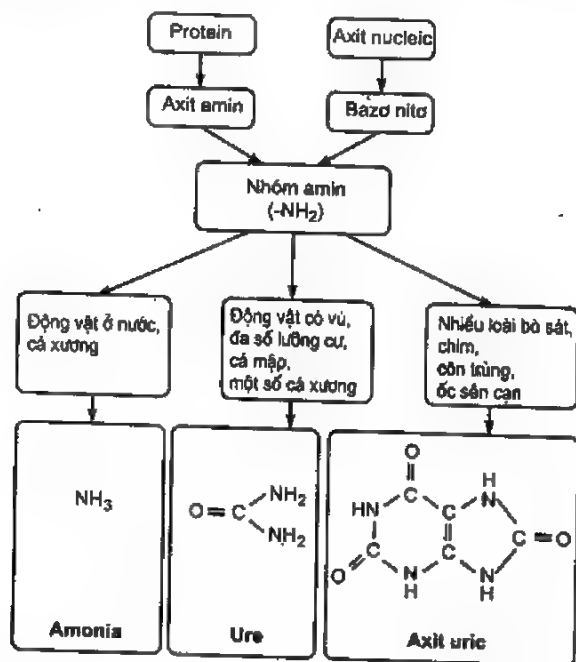 Protein
Axit nucleic
Axit amin
Bazơ nitơ
Nhóm amin
(-NH₂)
Động vật ở nước,
cá xương
Động vật có vú,
đa số lưỡng cư,
cá mập,
một số cá xương
Nhiều loài bò sát,
chim,
côn trùng,
ốc sên cạn
NH₃
O=C
NH₂
NH₂
O
H
HN
C
C
N
C
C
C
O
O
N
H
N
H
Amonia
Ure
Axit uric